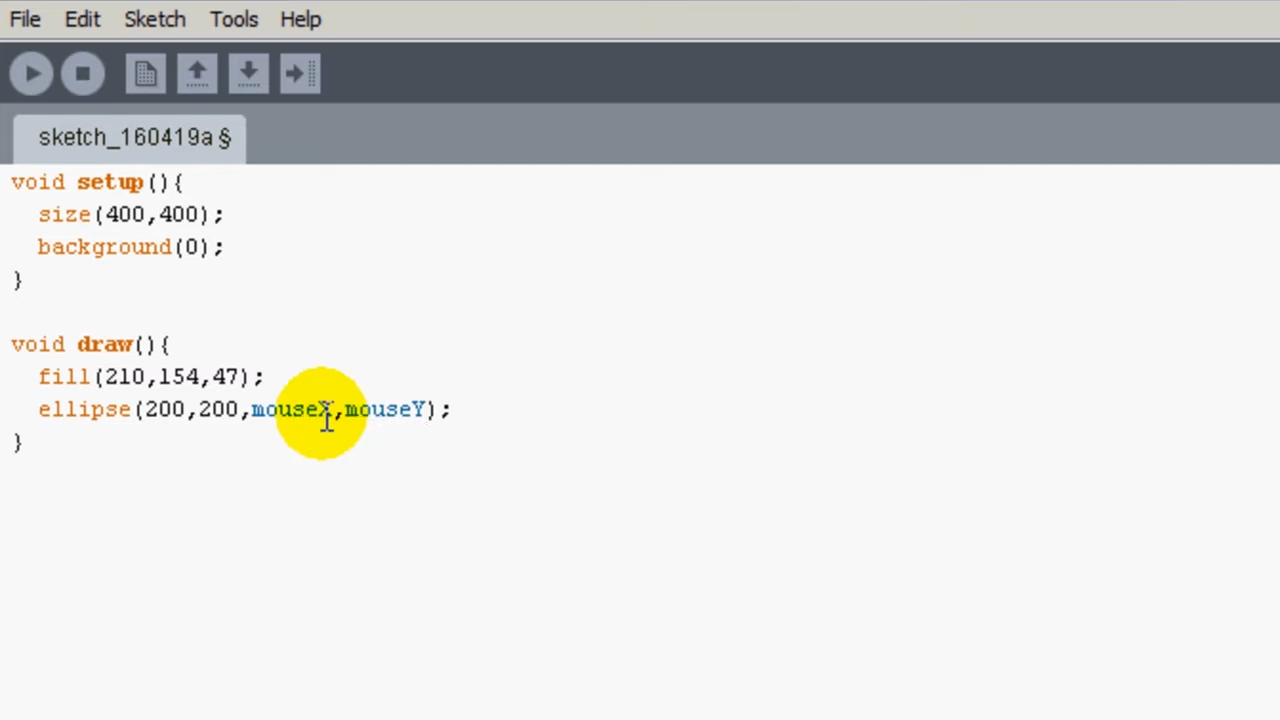 File Edit Sketch Tools Help
sketch_160419a §
void setup(){
  size(400,400);
  background(0);
}
void draw(){
  fill(210,154,47);
  ellipse(200,200,mouseX,mouseY);
}